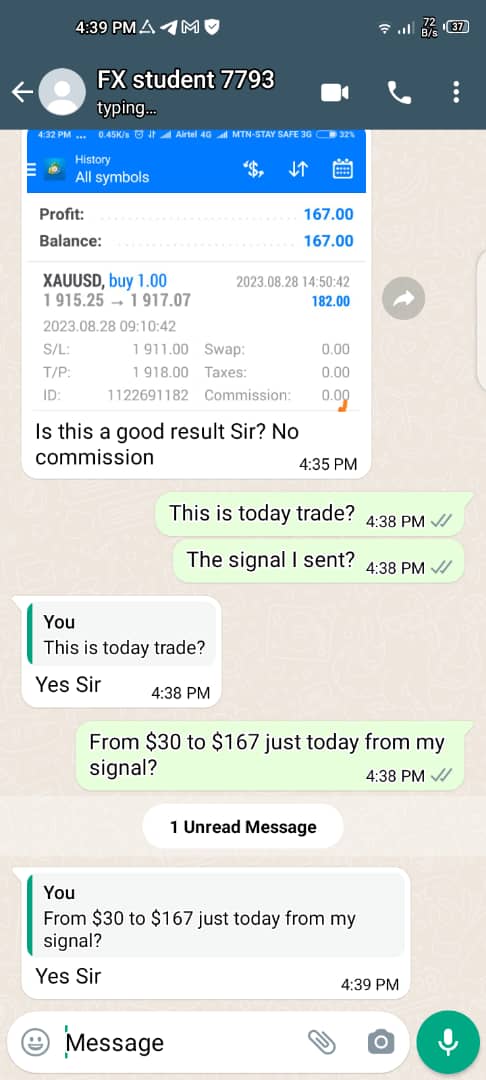 4:39 PM
72
B/s
37
FX student 7793
typing...
4:32 PM ... 0.45K/s Airtel 4G MTN-STAY SAFE 3G 32%
History
All symbols
Profit: 167.00
Balance: 167.00
XAUUSD, buy 1.00 2023.08.28 14:50:42
1 915.25 → 1 917.07 182.00
2023.08.28 09:10:42
S/L: 1 911.00 Swap: 0.00
T/P: 1 918.00 Taxes: 0.00
ID: 1122691182 Commission: 0.00
Is this a good result Sir? No
commission
4:35 PM
This is today trade? 4:38 PM
The signal I sent? 4:38 PM
You
This is today trade?
Yes Sir
4:38 PM
From $30 to $167 just today from my
signal?
4:38 PM
1 Unread Message
You
From $30 to $167 just today from my
signal?
Yes Sir
4:39 PM
Message